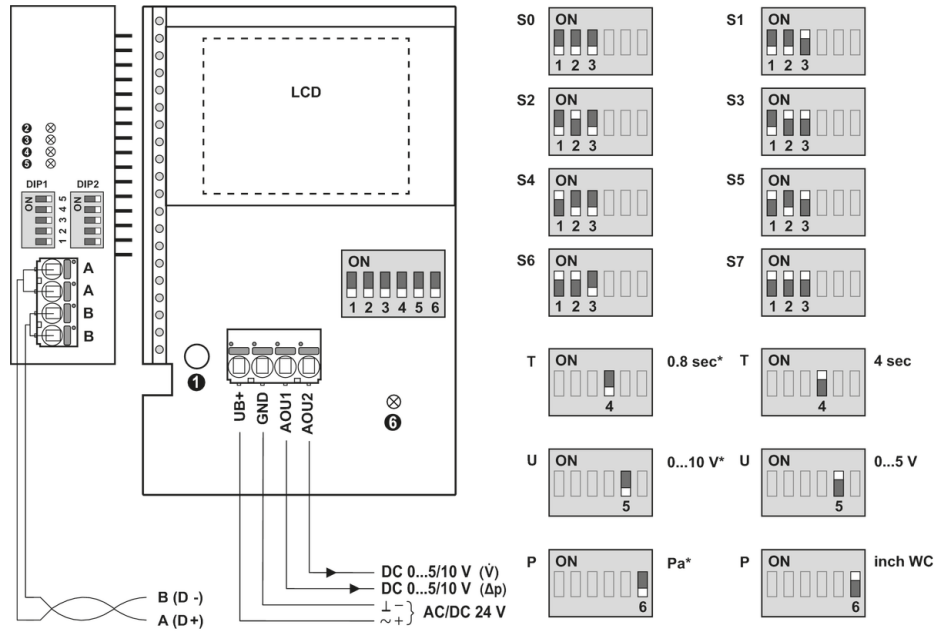 LCD
❷
❸
❹
❺
DIP1 DIP2
ON ON
1 2 3 4 5
A
A
B
B
ON
1 2 3 4 5 6
❶
❻
UB+
GND
AOU1
AOU2
DC 0...5/10 V (V̇)
DC 0...5/10 V (Δp)
⊥ −
~ + } AC/DC 24 V
B (D -)
A (D+)
S0 ON
1 2 3
S1 ON
1 2 3
S2 ON
1 2 3
S3 ON
1 2 3
S4 ON
1 2 3
S5 ON
1 2 3
S6 ON
1 2 3
S7 ON
1 2 3
T ON 0.8 sec*
4
T ON 4 sec
4
U ON 0...10 V*
5
U ON 0...5 V
5
P ON Pa*
6
P ON inch WC
6